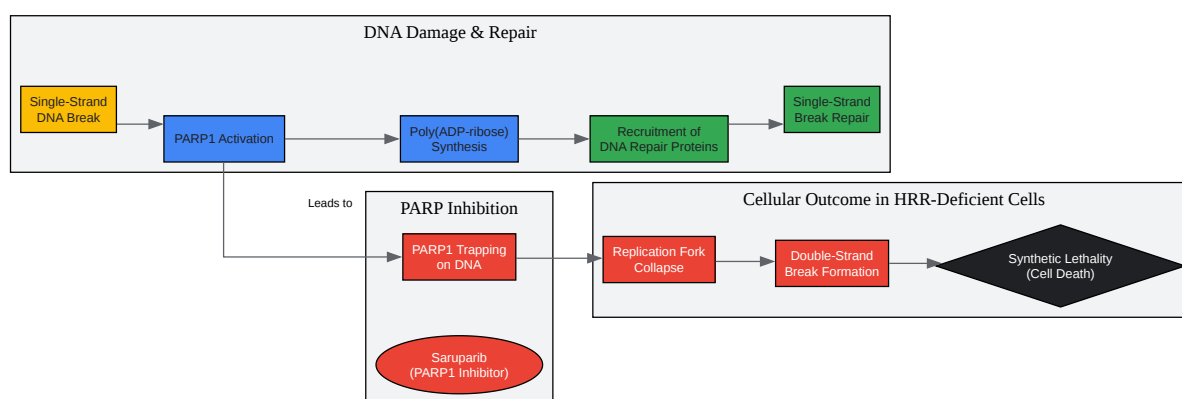 DNA Damage & Repair
Single-Strand
DNA Break
PARP1 Activation
Poly(ADP-ribose)
Synthesis
Recruitment of
DNA Repair Proteins
Single-Strand
Break Repair
Leads to
PARP Inhibition
PARP1 Trapping
on DNA
Saruparib
(PARP1 Inhibitor)
Cellular Outcome in HRR-Deficient Cells
Replication Fork
Collapse
Double-Strand
Break Formation
Synthetic Lethality
(Cell Death)